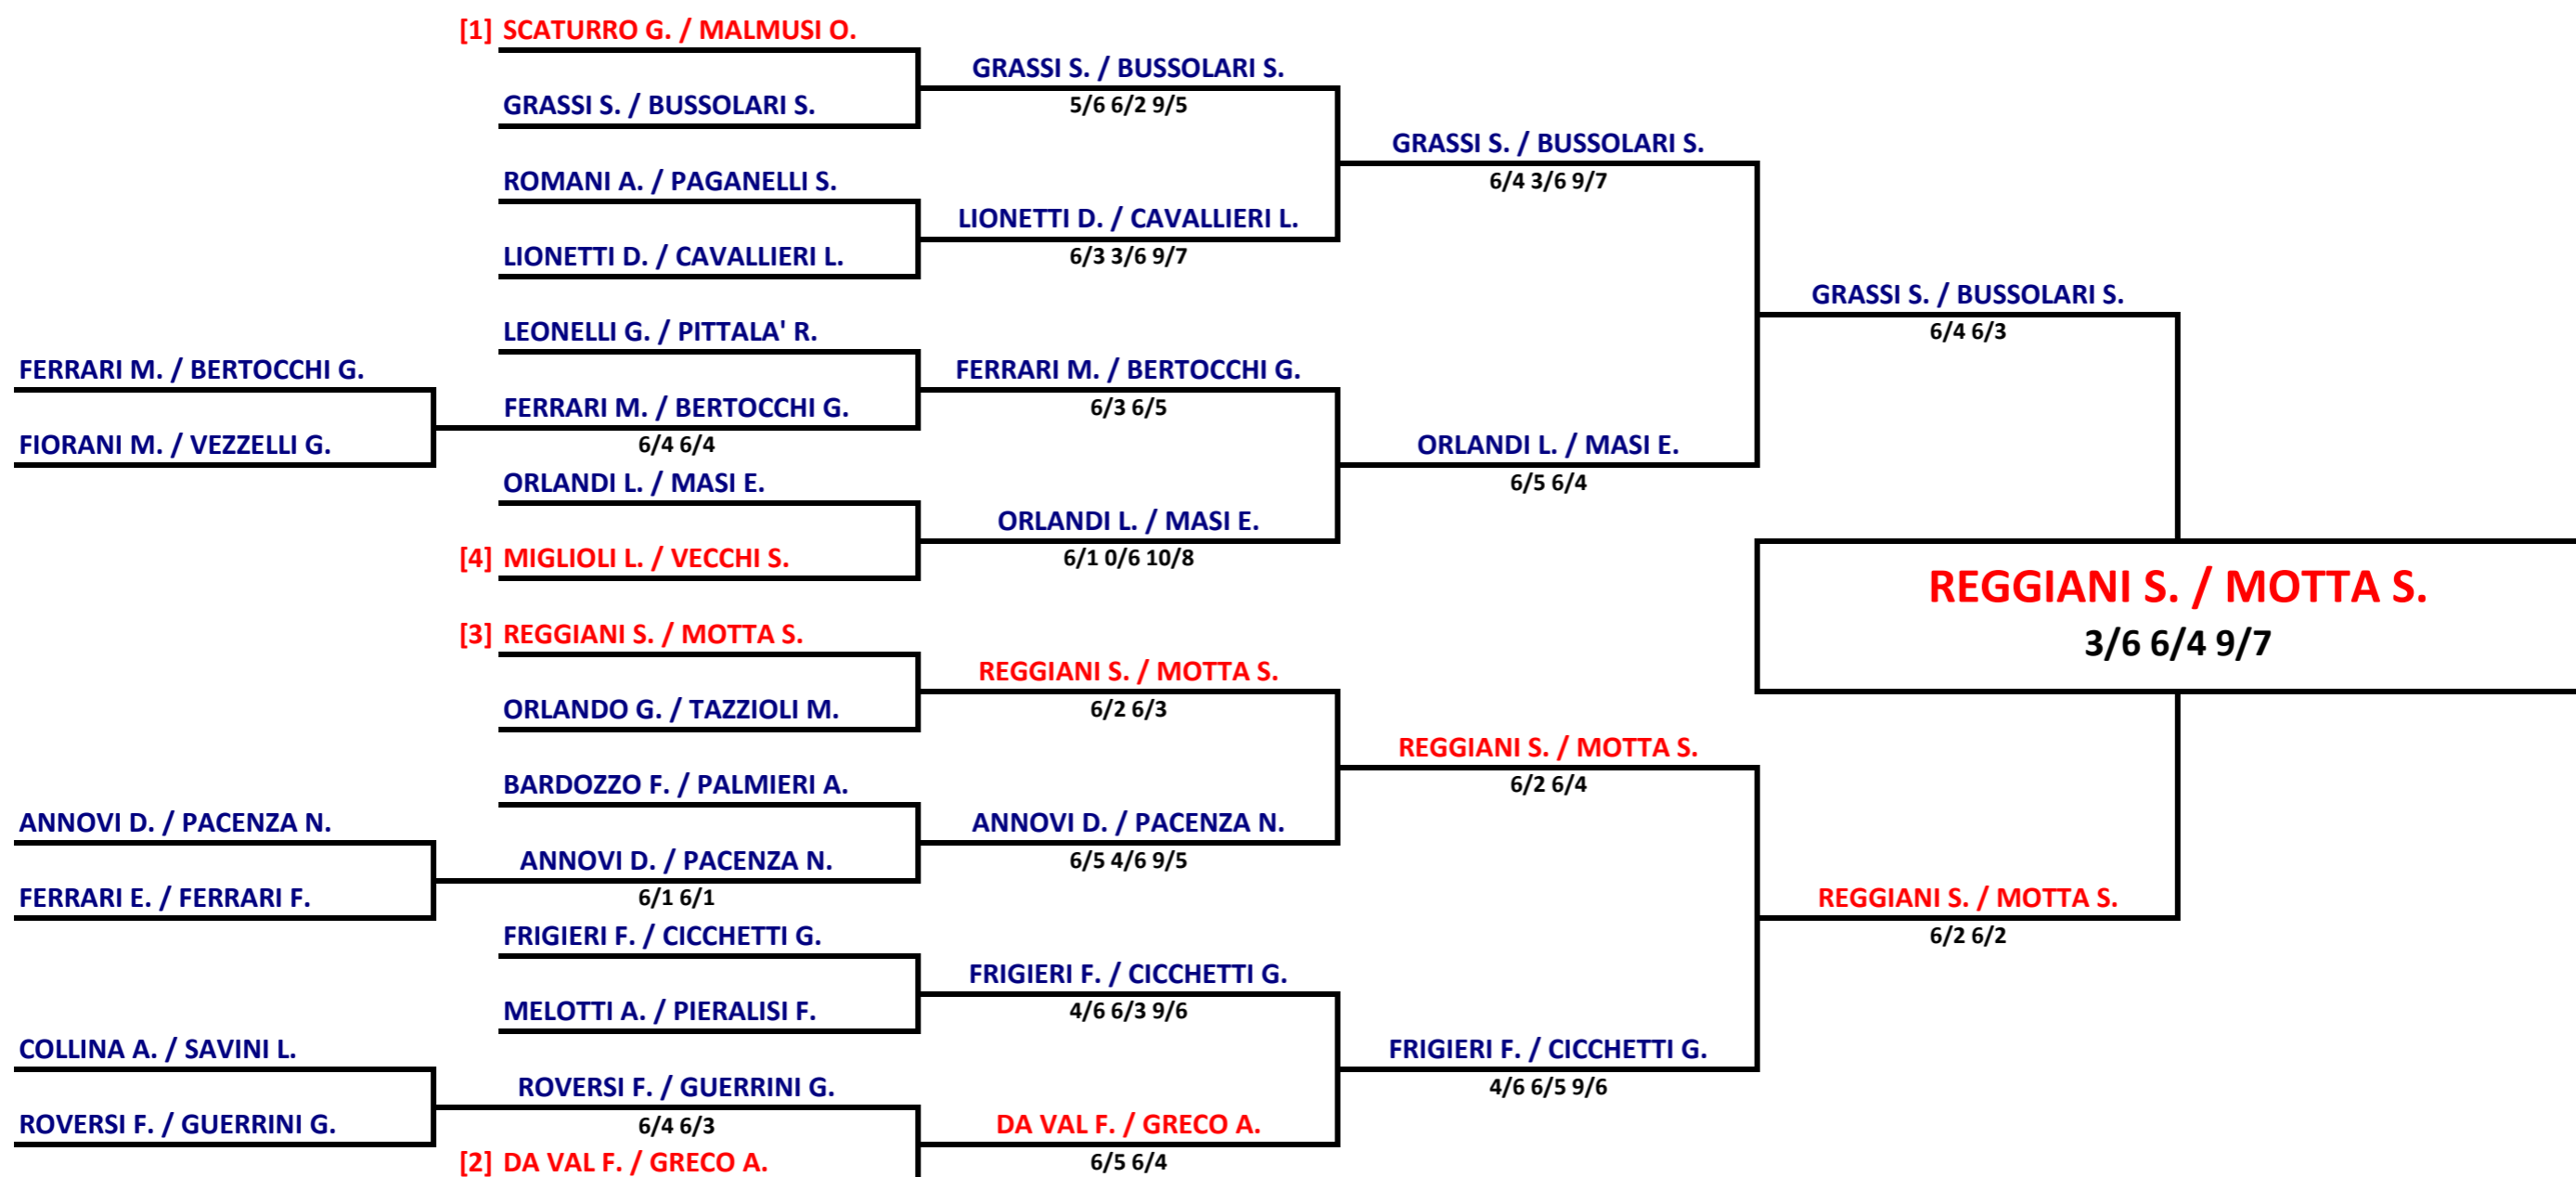 [1] SCATURRO G. / MALMUSI O.
GRASSI S. / BUSSOLARI S.
GRASSI S. / BUSSOLARI S.
5/6 6/2 9/5
GRASSI S. / BUSSOLARI S.
6/4 3/6 9/7
ROMANI A. / PAGANELLI S.
LIONETTI D. / CAVALLIERI L.
LIONETTI D. / CAVALLIERI L.
6/3 3/6 9/7
GRASSI S. / BUSSOLARI S.
6/4 6/3
LEONELLI G. / PITTALA' R.
FERRARI M. / BERTOCCHI G.
FERRARI M. / BERTOCCHI G.
6/3 6/5
FERRARI M. / BERTOCCHI G.
6/4 6/4
FIORANI M. / VEZZELLI G.
ORLANDI L. / MASI E.
6/5 6/4
ORLANDI L. / MASI E.
ORLANDI L. / MASI E.
6/1 0/6 10/8
[4] MIGLIOLI L. / VECCHI S.
REGGIANI S. / MOTTA S.
3/6 6/4 9/7
[3] REGGIANI S. / MOTTA S.
REGGIANI S. / MOTTA S.
6/2 6/3
ORLANDO G. / TAZZIOLI M.
REGGIANI S. / MOTTA S.
6/2 6/4
BARDOZZO F. / PALMIERI A.
ANNOVI D. / PACENZA N.
ANNOVI D. / PACENZA N.
6/5 4/6 9/5
ANNOVI D. / PACENZA N.
6/1 6/1
FERRARI E. / FERRARI F.
REGGIANI S. / MOTTA S.
6/2 6/2
FRIGIERI F. / CICCHETTI G.
FRIGIERI F. / CICCHETTI G.
4/6 6/3 9/6
MELOTTI A. / PIERALISI F.
COLLINA A. / SAVINI L.
FRIGIERI F. / CICCHETTI G.
4/6 6/5 9/6
ROVERSI F. / GUERRINI G.
6/4 6/3
ROVERSI F. / GUERRINI G.
DA VAL F. / GRECO A.
6/5 6/4
[2] DA VAL F. / GRECO A.